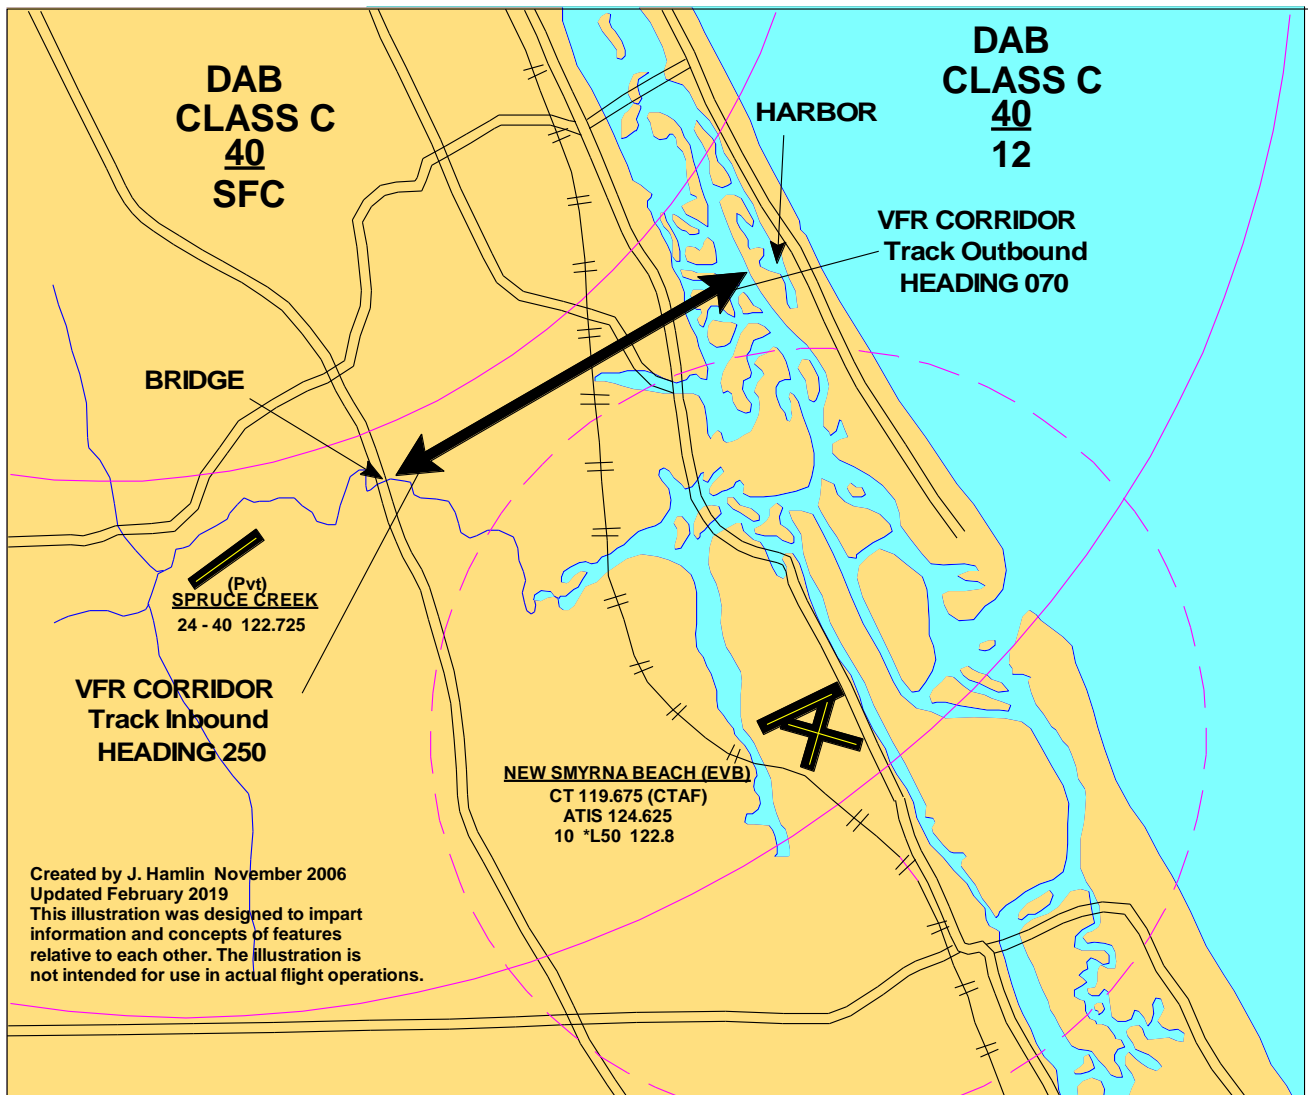 DAB
CLASS C
40
SFC
DAB
CLASS C
40
12
HARBOR
VFR CORRIDOR
Track Outbound
HEADING 070
BRIDGE
(Pvt)
SPRUCE CREEK
24 - 40 122.725
VFR CORRIDOR
Track Inbound
HEADING 250
NEW SMYRNA BEACH (EVB)
CT 119.675 (CTAF)
ATIS 124.625
10 *L50 122.8
Created by J. Hamlin November 2006
Updated February 2019
This illustration was designed to impart
information and concepts of features
relative to each other. The illustration is
not intended for use in actual flight operations.